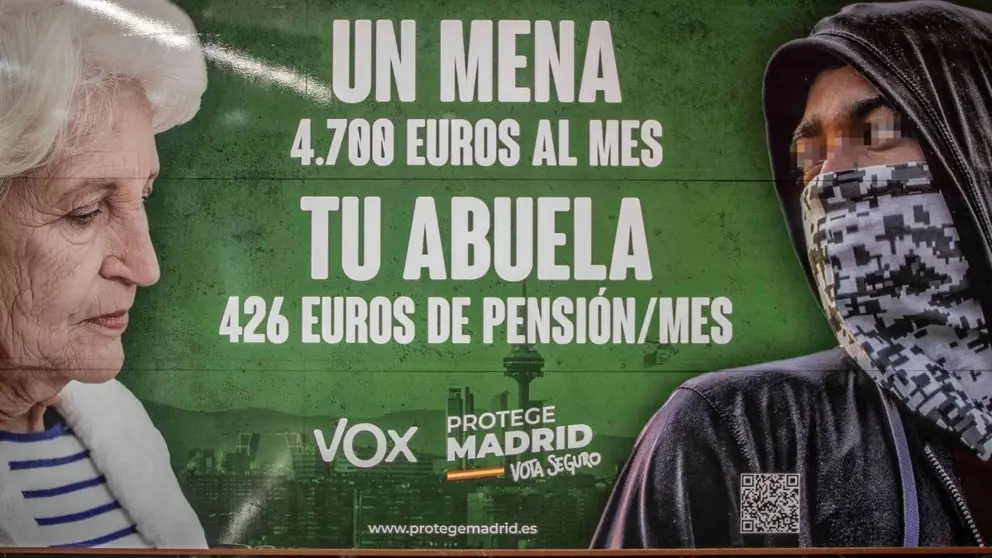 UN MENA
4.700 EUROS AL MES
TU ABUELA
426 EUROS DE PENSIÓN/MES
VOX
PROTEGE
MADRID
VOTA SEGURO
www.protegemadrid.es